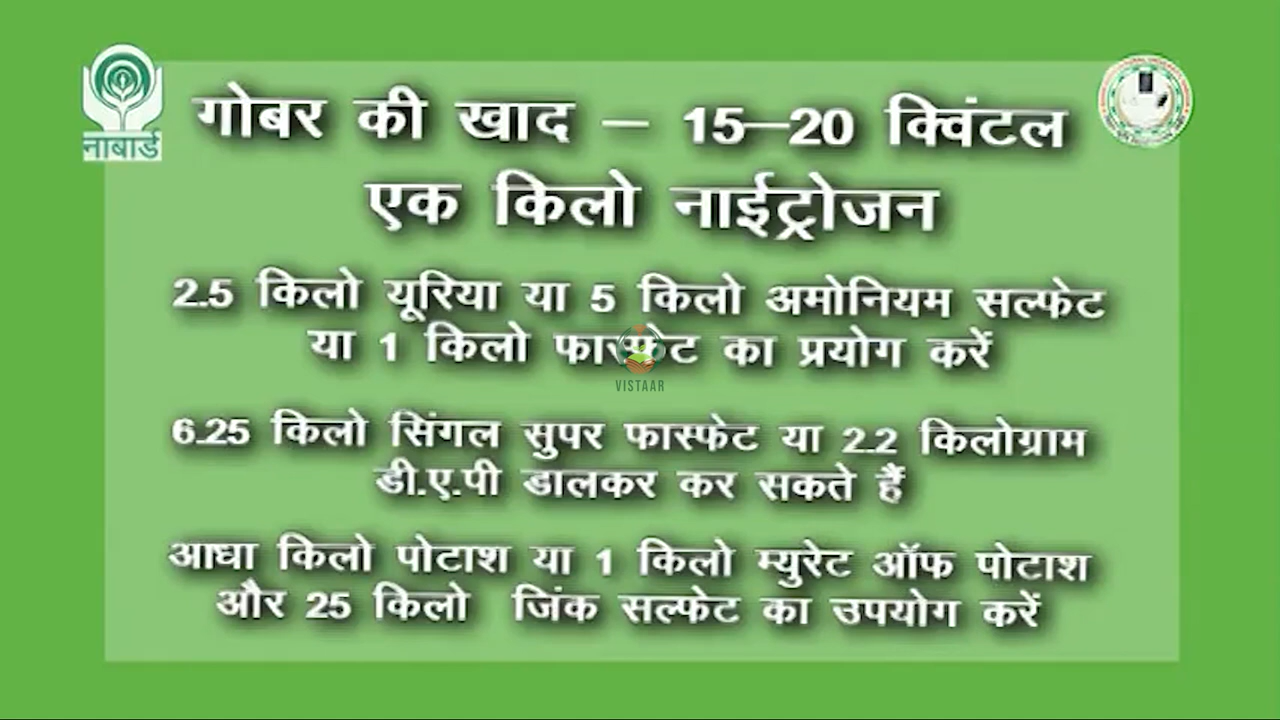 नाबार्ड
गोबर की खाद – 15–20 क्विंटल
एक किलो नाईट्रोजन
2.5 किलो यूरिया या 5 किलो अमोनियम सल्फेट
या 1 किलो फास्फेट का प्रयोग करें
VISTAAR
6.25 किलो सिंगल सुपर फास्फेट या 2.2 किलोग्राम
डी.ए.पी डालकर कर सकते हैं
आधा किलो पोटाश या 1 किलो म्युरेट ऑफ पोटाश
और 25 किलो जिंक सल्फेट का उपयोग करें